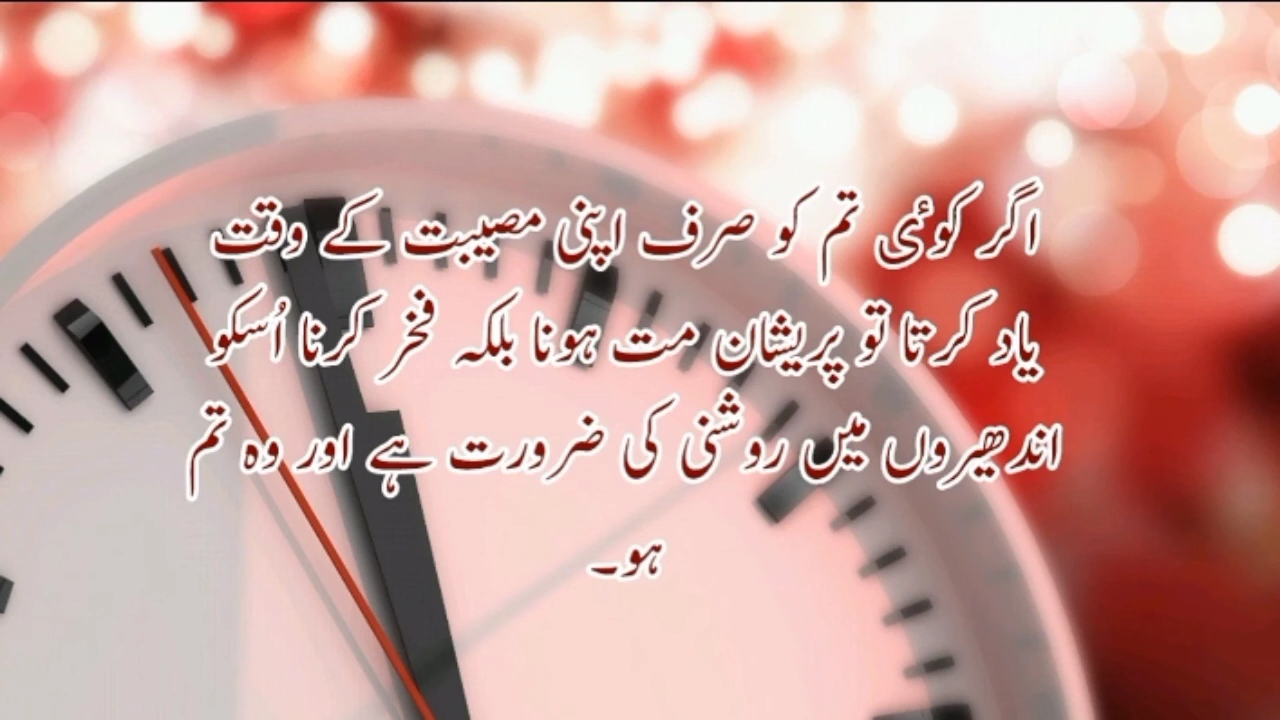 اگر کوئی تم کو صرف اپنی مصیبت کے وقت
یاد کرتا تو پریشان مت ہونا بلکہ فخر کرنا اُسکو
اندھیروں میں روشنی کی ضرورت ہے اور وہ تم
ہو۔